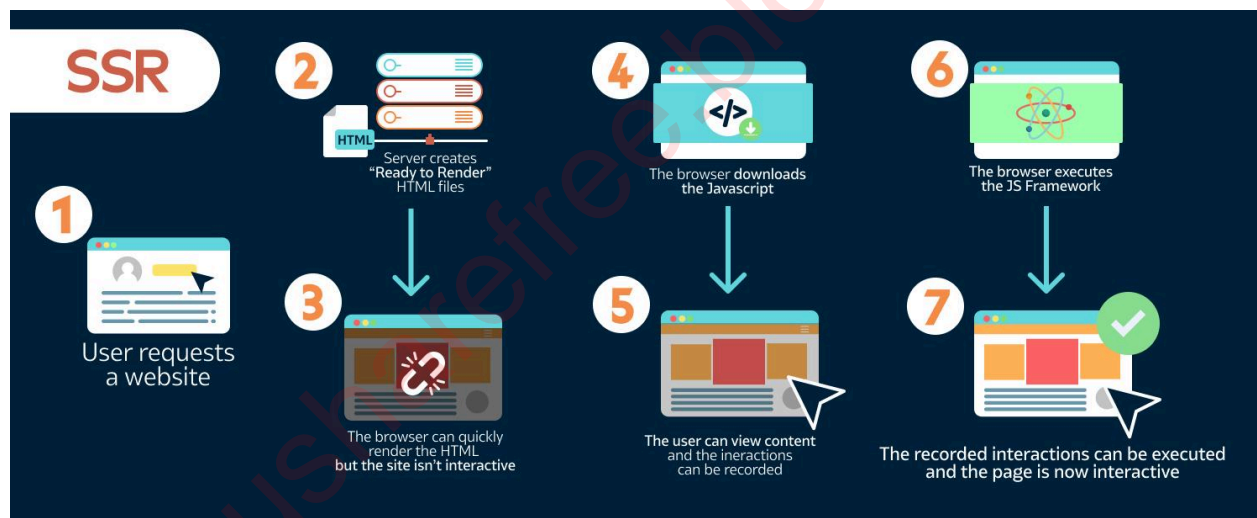 SSR
1
User requests
a website
2
HTML
Server creates
"Ready to Render"
HTML files
3
The browser can quickly
render the HTML
but the site isn't interactive
4
</>
The browser downloads
the Javascript
5
The user can view content
and the ineractions
can be recorded
6
The browser executes
the JS Framework
7
The recorded interactions can be executed
and the page is now interactive